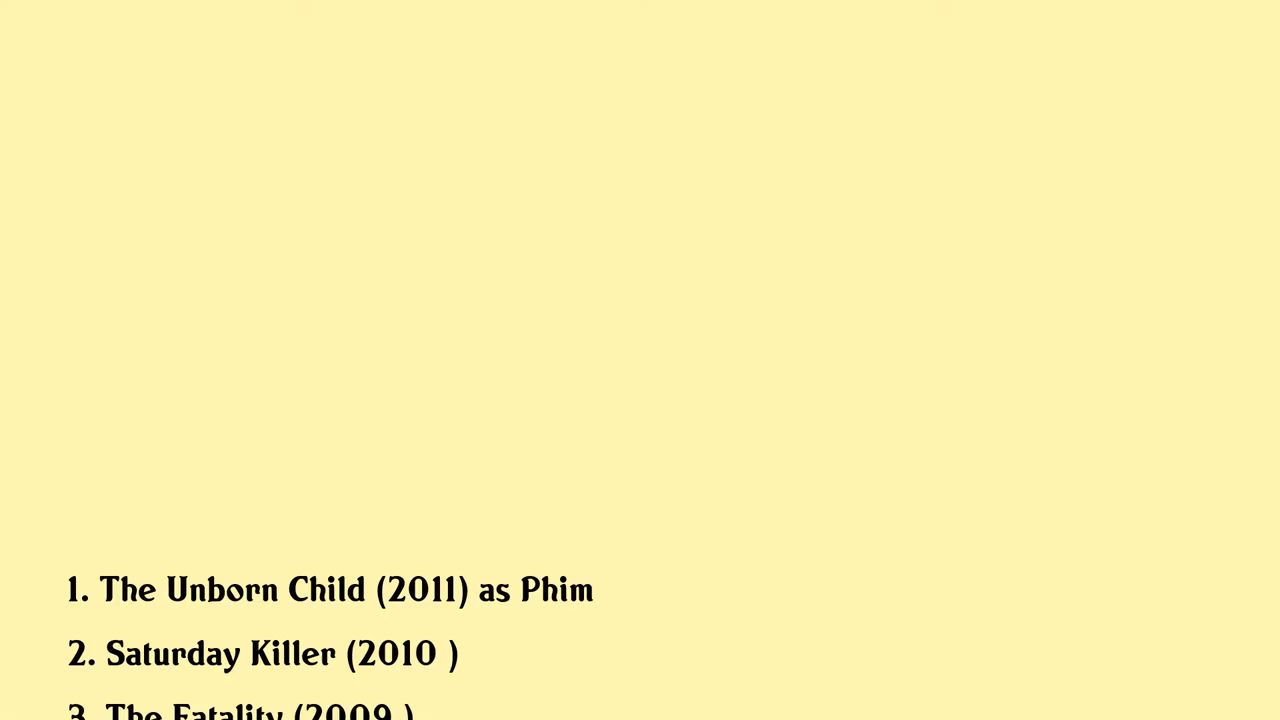 1. The Unborn Child (2011) as Phim
2. Saturday Killer (2010 )
3. The Fatality (2009 )